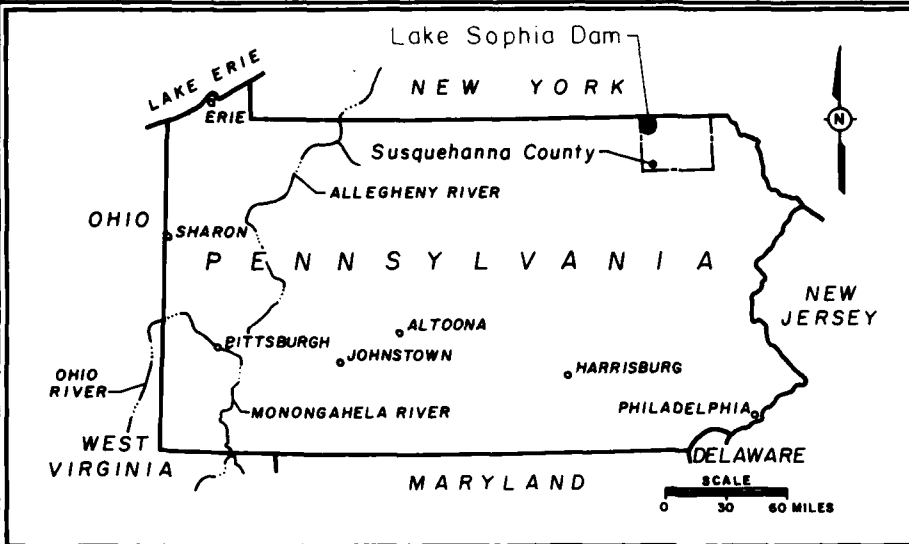 Lake Sophia Dam
LAKE ERIE
NEW YORK
ERIE
N
Susquehanna County
ALLEGHENY RIVER
OHIO
SHARON
PENNSYLVANIA
NEW
JERSEY
ALTOONA
PITTSBURGH
JOHNSTOWN
HARRISBURG
OHIO
RIVER
MONONGAHELA RIVER
PHILADELPHIA
WEST
VIRGINIA
DELAWARE
MARYLAND
SCALE
0 30 60 MILES